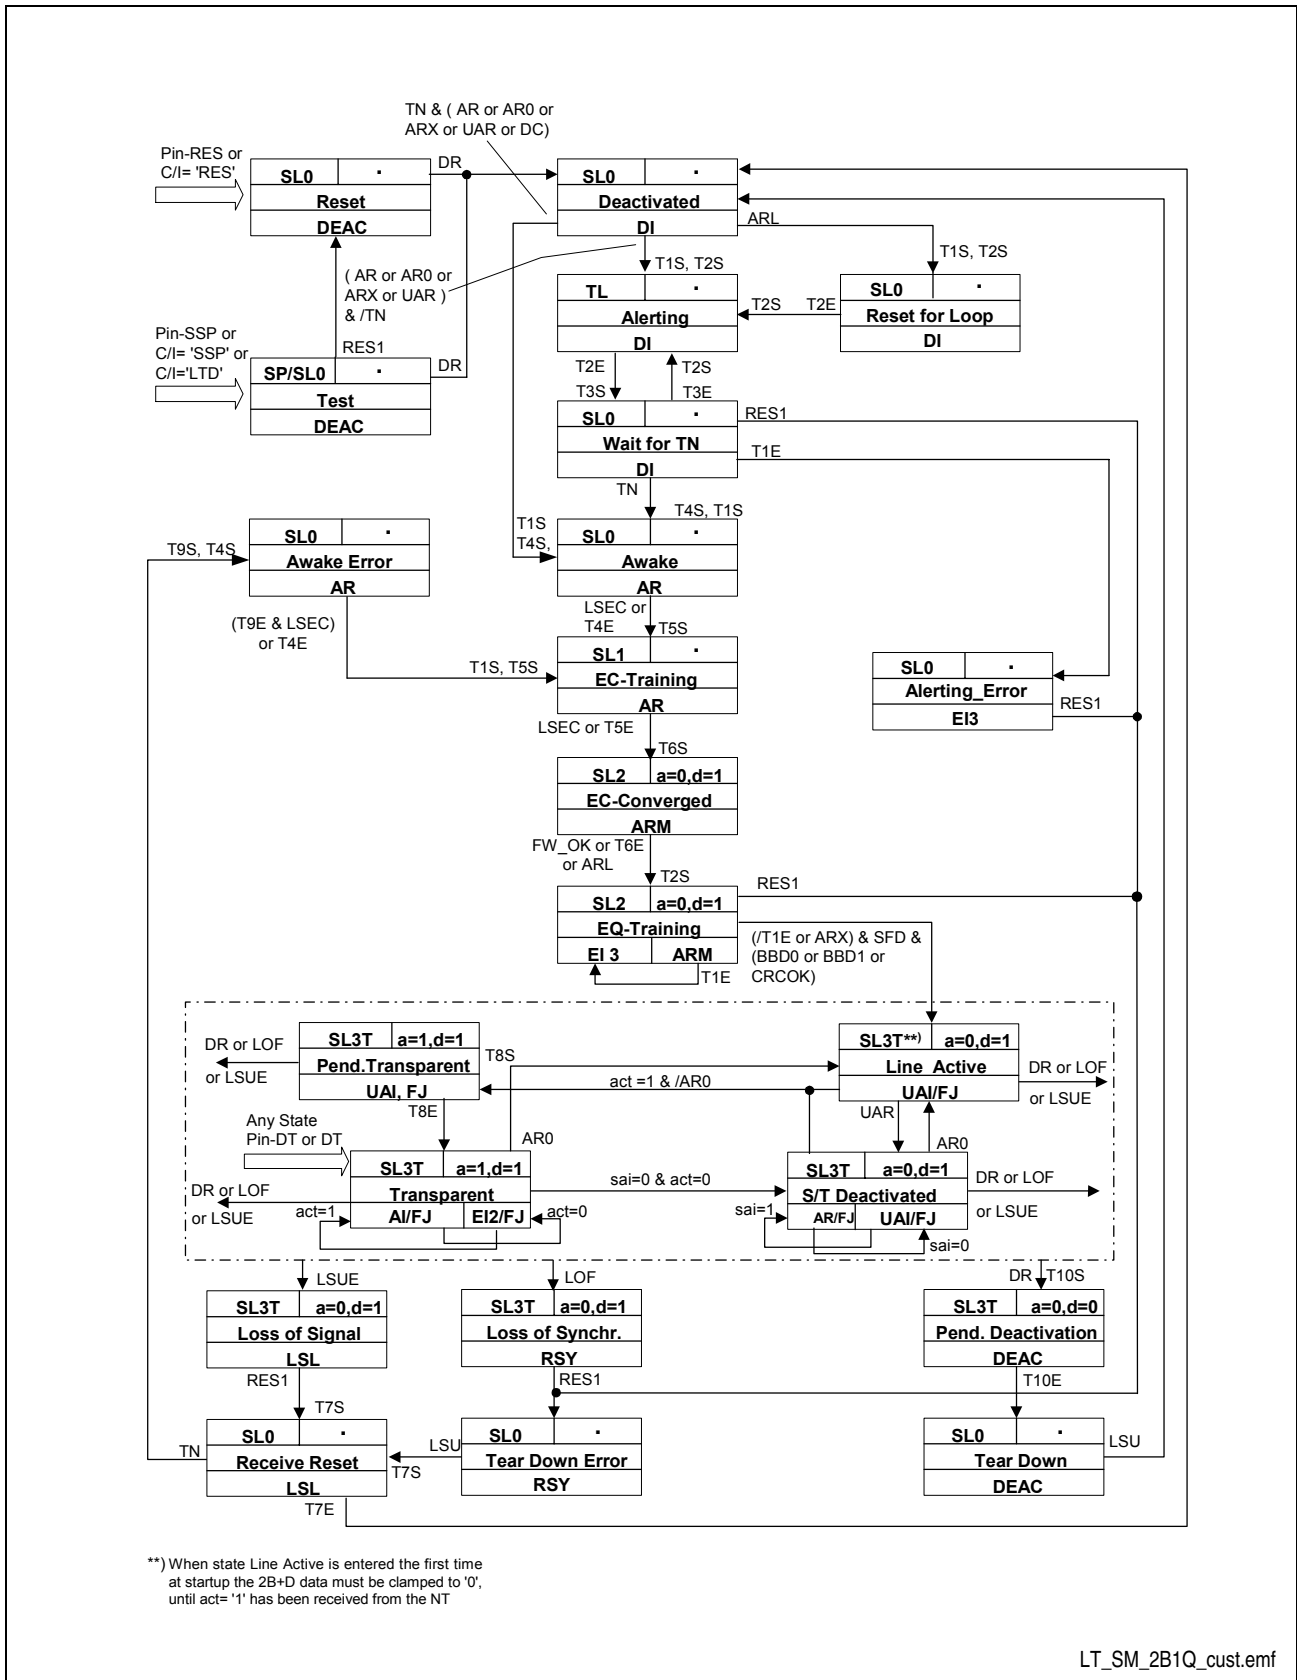 TN & ( AR or AR0 or
ARX or UAR or DC)
Pin-RES or
C/I= 'RES'
SL0 .
Reset
DEAC
DR
SL0 .
Deactivated
DI
ARL
T1S, T2S
( AR or AR0 or
ARX or UAR )
& /TN
T1S, T2S
TL .
Alerting
DI
T2S T2E
SL0 .
Reset for Loop
DI
Pin-SSP or
C/I= 'SSP' or
C/I='LTD'
RES1
SP/SL0 .
Test
DEAC
DR
T2E
T3S
T2S
T3E
SL0 .
Wait for TN
DI
RES1
T1E
TN
T4S, T1S
T1S
T4S,
SL0 .
Awake
AR
T9S, T4S
SL0 .
Awake Error
AR
(T9E & LSEC)
or T4E
LSEC or
T4E
T5S
T1S, T5S
SL1 .
EC-Training
AR
SL0 .
Alerting_Error
EI3
RES1
LSEC or T5E
T6S
SL2 a=0,d=1
EC-Converged
ARM
FW_OK or T6E
or ARL
T2S
SL2 a=0,d=1
EQ-Training
EI 3 ARM
T1E
RES1
(/T1E or ARX) & SFD &
(BBD0 or BBD1 or
CRCOK)
DR or LOF
or LSUE
SL3T a=1,d=1
Pend.Transparent
UAI, FJ
T8S
act =1 & /AR0
SL3T**) a=0,d=1
Line Active
UAI/FJ
DR or LOF
or LSUE
T8E
UAR
AR0
AR0
Any State
Pin-DT or DT
DR or LOF
or LSUE
SL3T a=1,d=1
Transparent
AI/FJ EI2/FJ
act=1
act=0
sai=0 & act=0
SL3T a=0,d=1
S/T Deactivated
AR/FJ UAI/FJ
sai=1
sai=0
DR or LOF
or LSUE
LSUE
LOF
DR T10S
SL3T a=0,d=1
Loss of Signal
LSL
SL3T a=0,d=1
Loss of Synchr.
RSY
SL3T a=0,d=0
Pend. Deactivation
DEAC
RES1
T7S
RES1
T10E
TN
SL0 .
Receive Reset
LSL
T7E
LSU
T7S
SL0 .
Tear Down Error
RSY
SL0 .
Tear Down
DEAC
LSU
**) When state Line Active is entered the first time
at startup the 2B+D data must be clamped to '0',
until act= '1' has been received from the NT
LT_SM_2B1Q_cust.emf